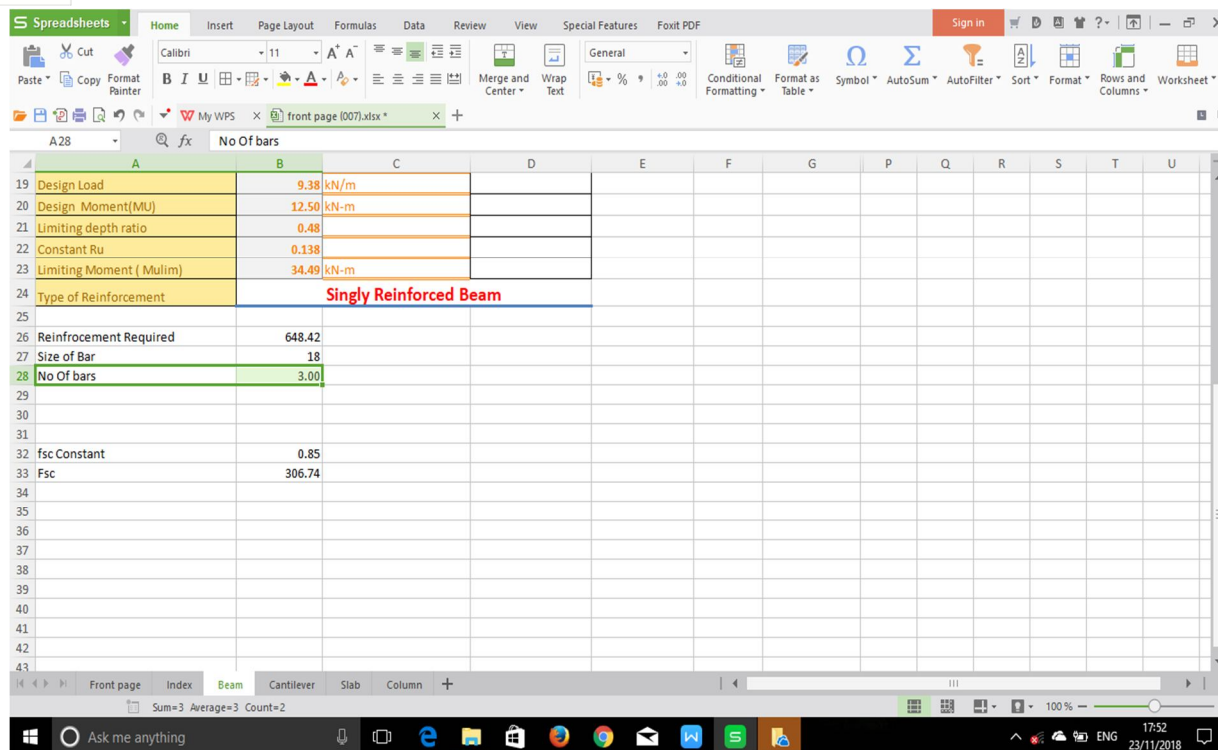 S Spreadsheets Home Insert Page Layout Formulas Data Review View Special Features Foxit PDF Sign in
Cut Calibri 11 General
Paste Copy Format Painter B I U Merge and Center Wrap Text Conditional Formatting Format as Table Symbol AutoSum AutoFilter Sort Format Rows and Columns Worksheet
W My WPS × front page (007).xlsx * × +
A28 fx No Of bars
A B C D E F G P Q R S T U
19 Design Load 9.38 kN/m
20 Design Moment(MU) 12.50 kN-m
21 Limiting depth ratio 0.48
22 Constant Ru 0.138
23 Limiting Moment ( Mulim) 34.49 kN-m
24 Type of Reinforcement Singly Reinforced Beam
25
26 Reinfrocement Required 648.42
27 Size of Bar 18
28 No Of bars 3.00
29
30
31
32 fsc Constant 0.85
33 Fsc 306.74
34
35
36
37
38
39
40
41
42
43
Front page Index Beam Cantilever Slab Column +
Sum=3 Average=3 Count=2 100 %
Ask me anything ENG 17:52
23/11/2018